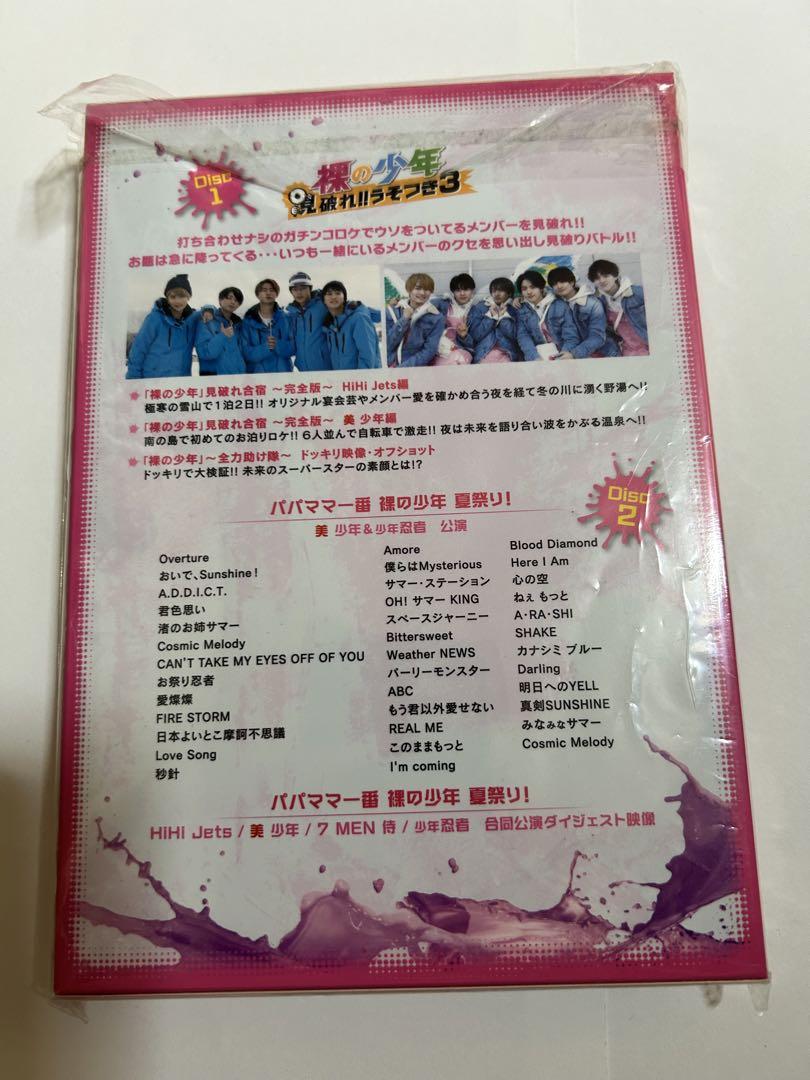 Disc
1
裸の少年
見破れ!!うそつき3
打ち合わせナシのガチンコロケでウソをついてるメンバーを見破れ!!
お題は急に降ってくる・・・いつも一緒にいるメンバーのクセを思い出し見破りバトル!!
「裸の少年」見破れ合宿 〜完全版〜 HiHi Jets編
極寒の雪山で1泊2日!! オリジナル宴会芸やメンバー愛を確かめ合う夜を経て冬の川に湧く野湯へ!!
「裸の少年」見破れ合宿 〜完全版〜 美 少年編
南の島で初めてのお泊りロケ!! 6人並んで自転車で激走!! 夜は未来を語り合い波をかぶる温泉へ!!
「裸の少年」〜全力助け隊〜 ドッキリ映像・オフショット
ドッキリで大検証!! 未来のスーパースターの素顔とは!?
Disc
2
パパママ一番 裸の少年 夏祭り!
美 少年&少年忍者 公演
Overture
おいで、Sunshine!
A.D.D.I.C.T.
君色思い
渚のお姉サマー
Cosmic Melody
CAN'T TAKE MY EYES OFF OF YOU
お祭り忍者
愛燦燦
FIRE STORM
日本よいとこ摩訶不思議
Love Song
秒針
Amore
僕らはMysterious
サマー・ステーション
OH! サマー KING
スペースジャーニー
Bittersweet
Weather NEWS
バーリーモンスター
ABC
もう君以外愛せない
REAL ME
このままもっと
I'm coming
Blood Diamond
Here I Am
心の空
ねぇ もっと
A・RA・SHI
SHAKE
カナシミ ブルー
Darling
明日へのYELL
真剣SUNSHINE
みなみなサマー
Cosmic Melody
パパママ一番 裸の少年 夏祭り!
HiHi Jets / 美 少年 / 7 MEN 侍 / 少年忍者 合同公演ダイジェスト映像